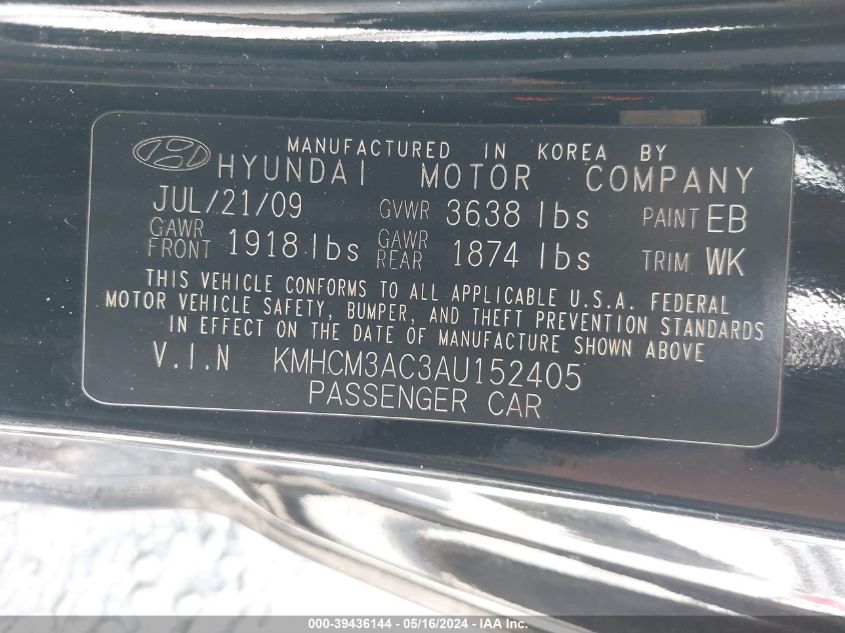 MANUFACTURED IN KOREA BY
HYUNDAI MOTOR COMPANY
JUL/21/09 GVWR 3638 lbs PAINT EB
GAWR FRONT 1918 lbs GAWR REAR 1874 lbs TRIM WK
THIS VEHICLE CONFORMS TO ALL APPLICABLE U.S.A. FEDERAL
MOTOR VEHICLE SAFETY, BUMPER, AND THEFT PREVENTION STANDARDS
IN EFFECT ON THE DATE OF MANUFACTURE SHOWN ABOVE
V.I.N KMHCM3AC3AU152405
PASSENGER CAR
000-39436144 - 05/16/2024 - IAA Inc.